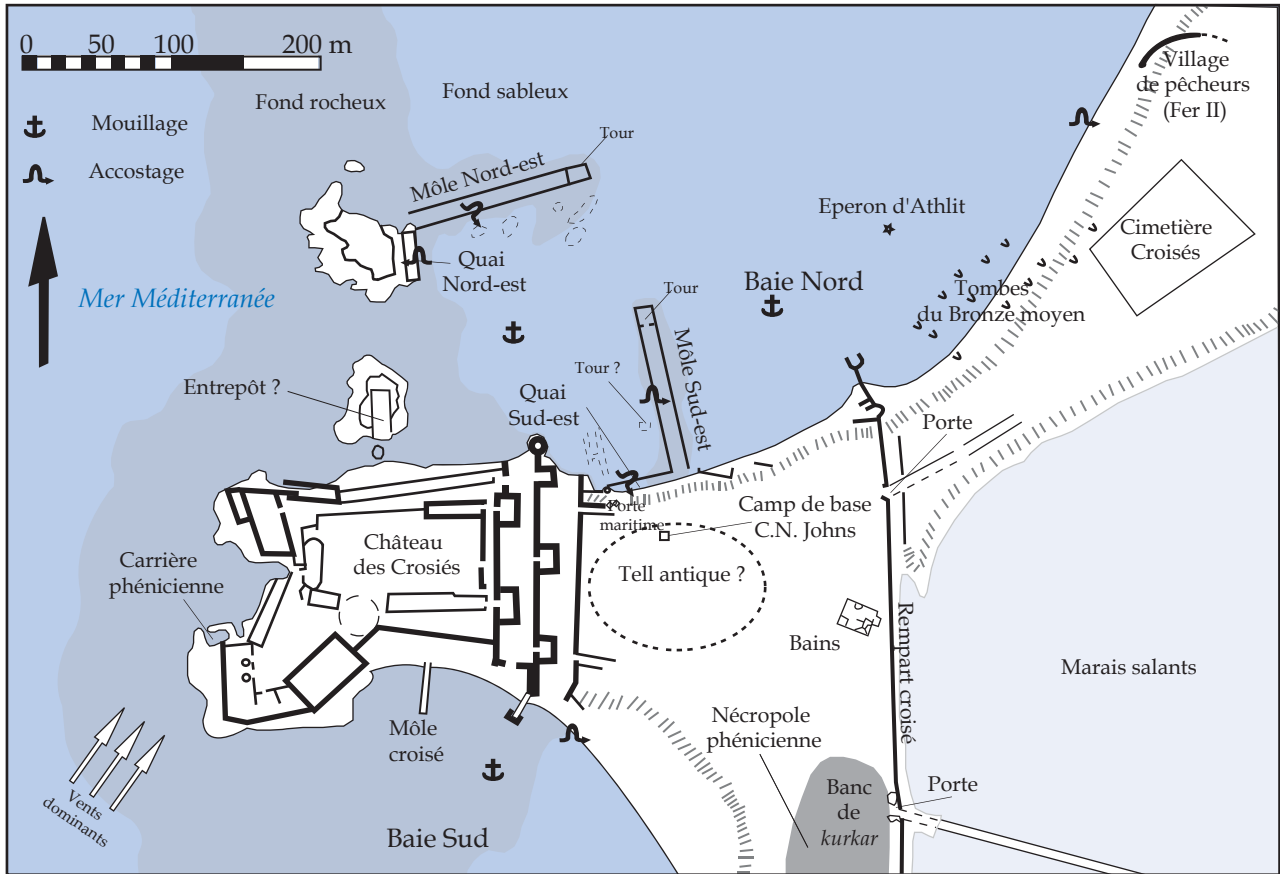 0 50 100 200 m
Fond rocheux
Fond sableux
Mouillage
Accostage
Mer Méditerranée
Môle Nord-est
Tour
Quai
Nord-est
Entrepôt ?
Village
de pêcheurs
(Fer II)
Eperon d'Athlit
Cimetière
Croisés
Baie Nord
Tombes
du Bronze moyen
Tour
Tour ?
Môle Sud-est
Quai
Sud-est
Porte
Porte
maritime
Camp de base
C.N. Johns
Château
des Crosiés
Tell antique ?
Carrière
phénicienne
Bains
Rempart croisé
Marais salants
Môle
croisé
Nécropole
phénicienne
Banc
de
kurkar
Porte
Vents
dominants
Baie Sud